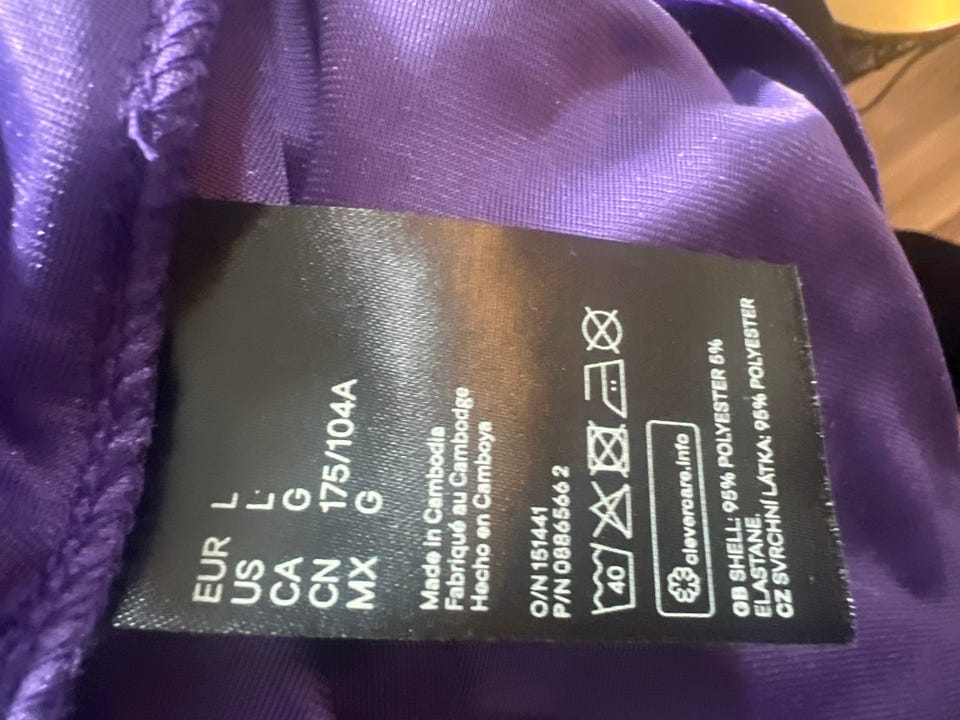 EUR L
US L
CA G
CN 175/104A
MX G
Made in Cambodia
Fabriqué au Cambodge
Hecho en Camboya
O/N 151441
P/N 0886566 2
40
clevercare.info
GB SHELL: 95% POLYESTER 5%
ELASTANE.
CZ SVRCHNÍ LÁTKA: 95% POLYESTER